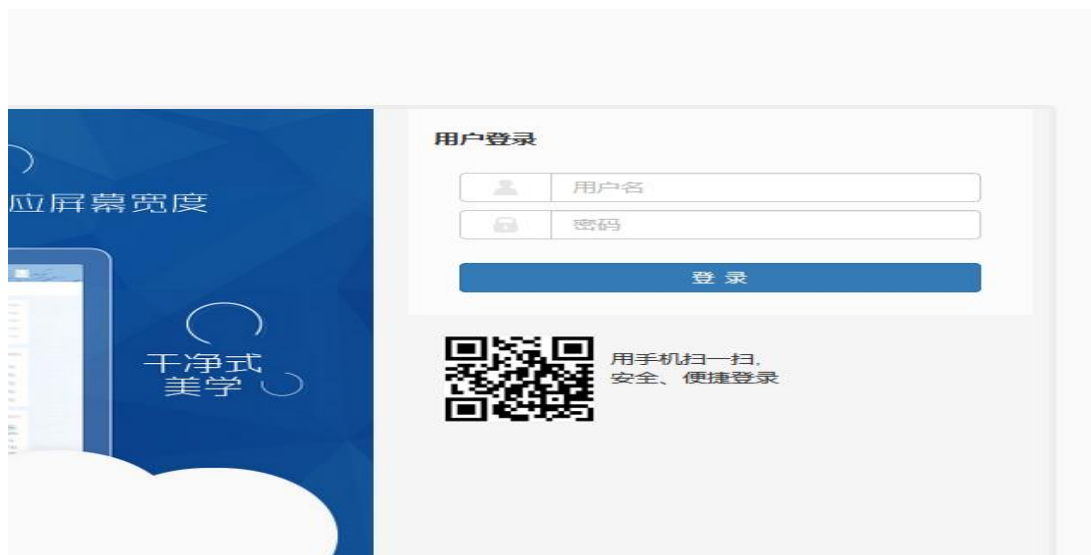 应屏幕宽度
干净式
美学
用户登录
用户名
密码
登 录
用手机扫一扫,
安全、便捷登录